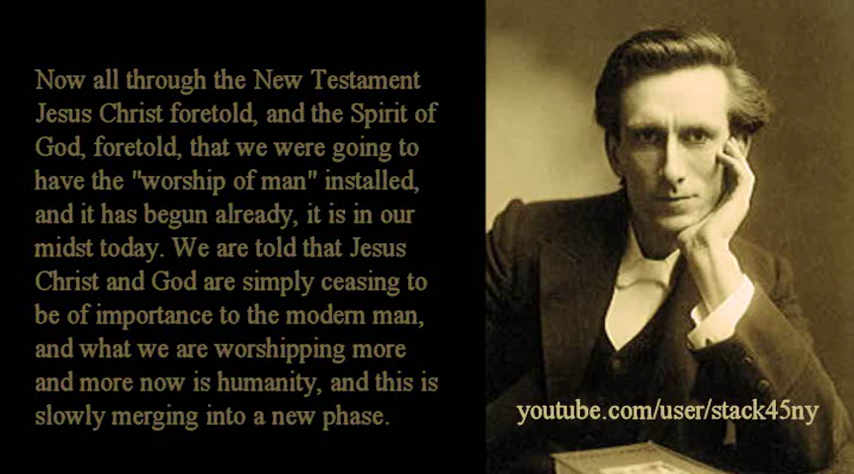 Now all through the New Testament
Jesus Christ foretold, and the Spirit of
God, foretold, that we were going to
have the "worship of man" installed,
and it has begun already, it is in our
midst today. We are told that Jesus
Christ and God are simply ceasing to
be of importance to the modern man,
and what we are worshipping more
and more now is humanity, and this is
slowly merging into a new phase.
youtube.com/user/stack45ny